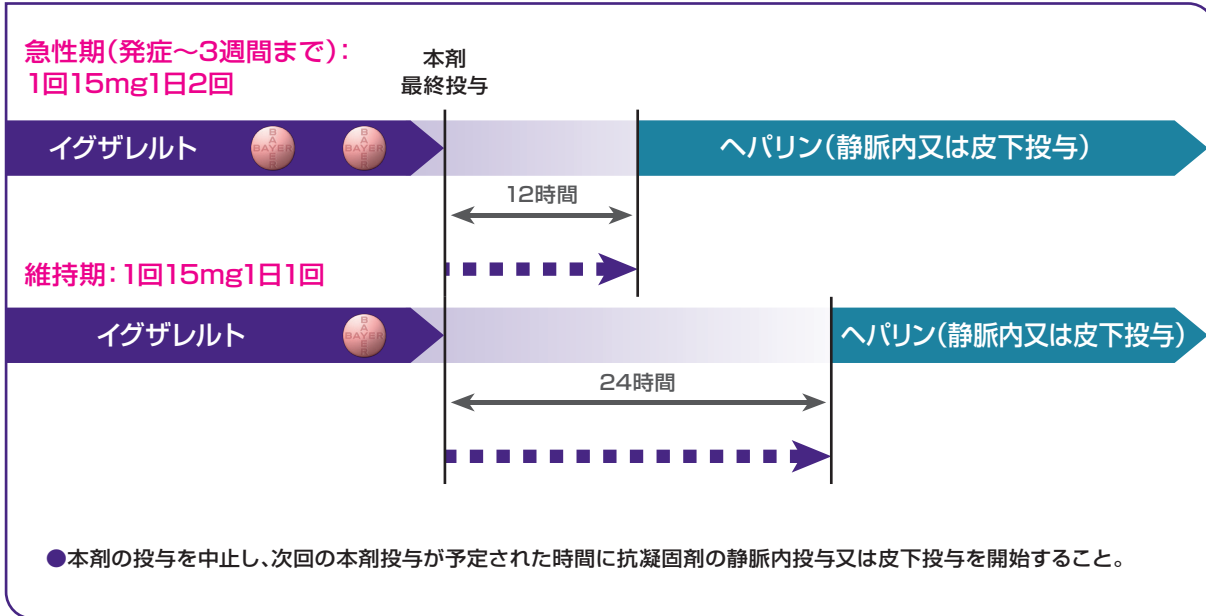 急性期(発症〜3週間まで):
1回15mg1日2回
本剤
最終投与
イグザレルト
BAYER
BAYER
BAYER
BAYER
ヘパリン(静脈内又は皮下投与)
12時間
維持期:1回15mg1日1回
イグザレルト
BAYER
BAYER
ヘパリン(静脈内又は皮下投与)
24時間
●本剤の投与を中止し、次回の本剤投与が予定された時間に抗凝固剤の静脈内投与又は皮下投与を開始すること。